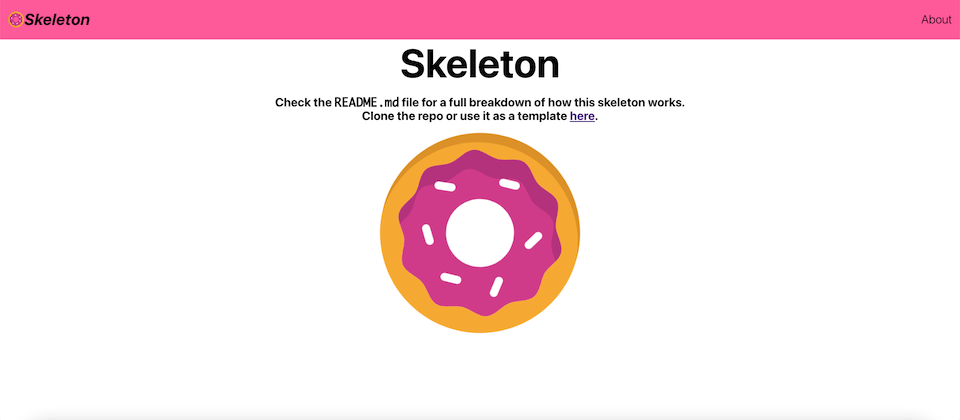 Skeleton
About
Skeleton
Check the README.md file for a full breakdown of how this skeleton works.
Clone the repo or use it as a template here.